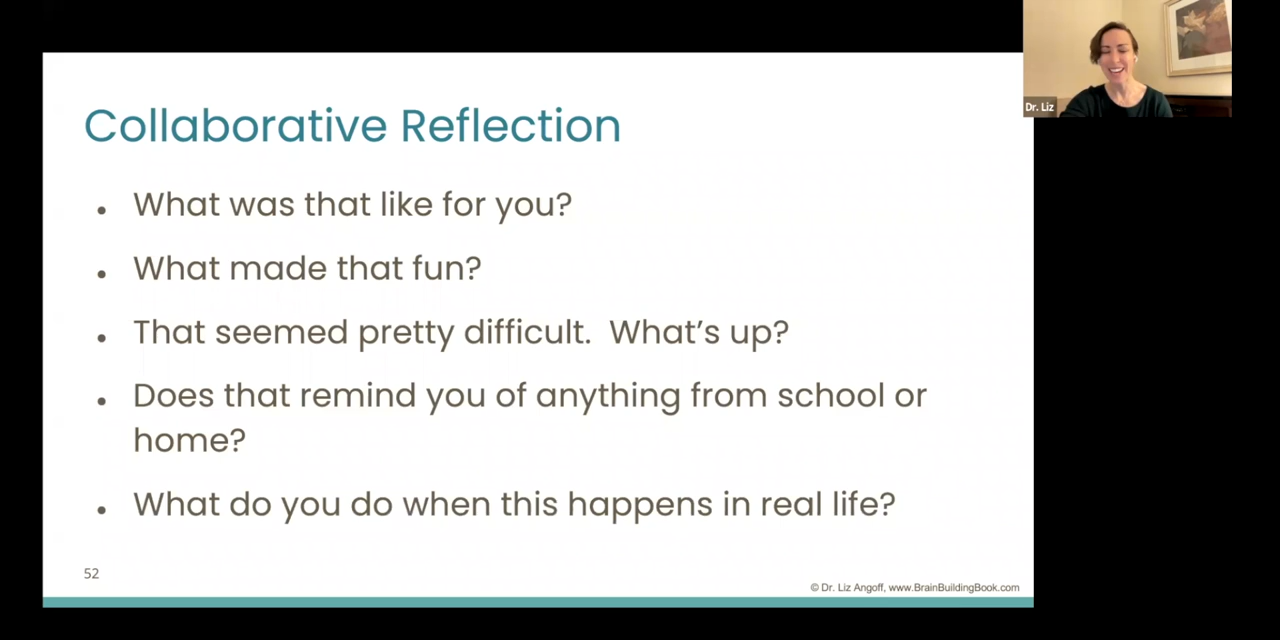 Dr. Liz
Collaborative Reflection
• What was that like for you?
• What made that fun?
• That seemed pretty difficult.  What’s up?
• Does that remind you of anything from school or
home?
• What do you do when this happens in real life?
52
© Dr. Liz Angoff, www.BrainBuildingBook.com